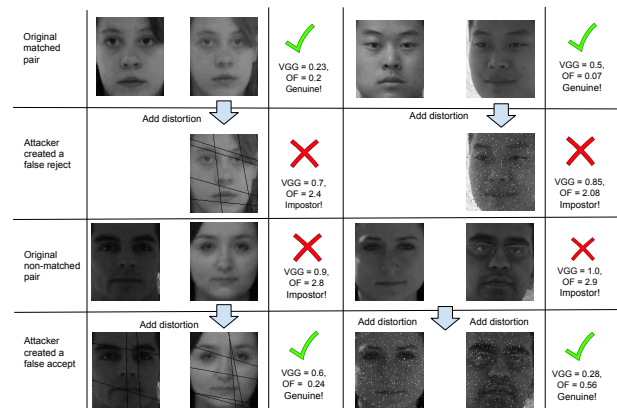 Original
matched
pair
VGG = 0.23,
OF = 0.2
Genuine!
VGG = 0.5,
OF = 0.07
Genuine!
Add distortion
Add distortion
Attacker
created a
false reject
VGG = 0.7,
OF = 2.4
Impostor!
VGG = 0.85,
OF = 2.08
Impostor!
Original
non-matched
pair
VGG = 0.9,
OF = 2.8
Impostor!
VGG = 1.0,
OF = 2.9
Impostor!
Add distortion
Add distortion
Add distortion
Attacker
created a
false accept
VGG = 0.6,
OF = 0.24
Genuine!
VGG = 0.28,
OF = 0.56
Genuine!